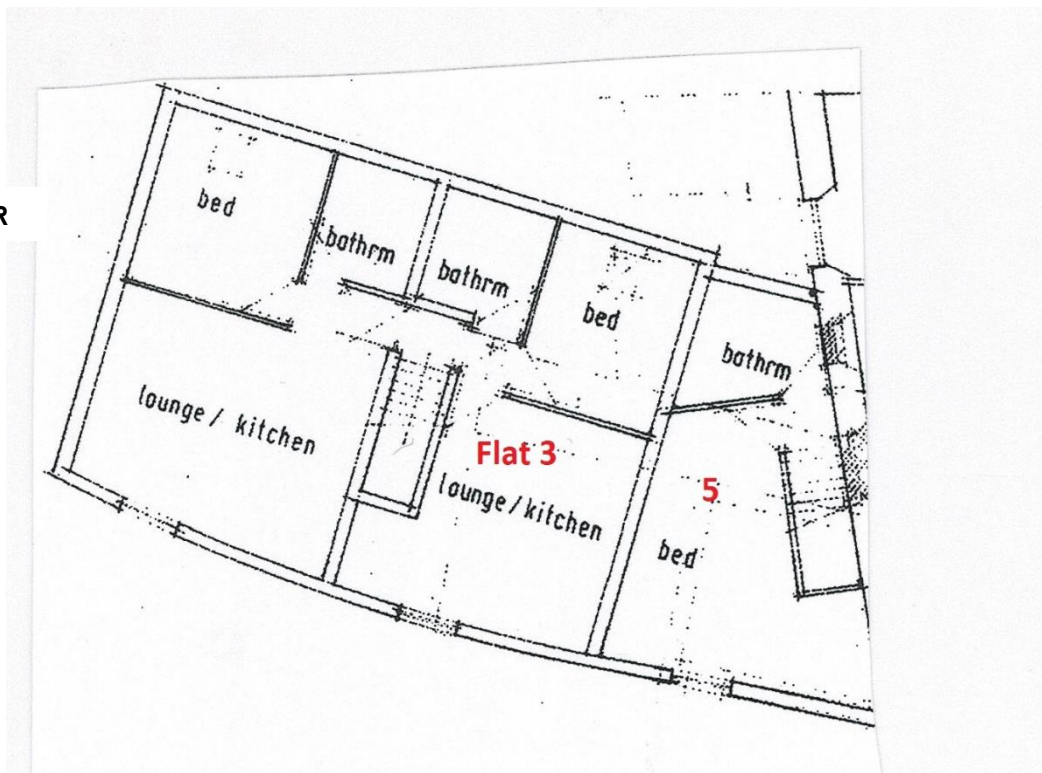 R
bed
bathrm
bathrm
bed
bathrm
lounge / kitchen
Flat 3
lounge / kitchen
5
bed